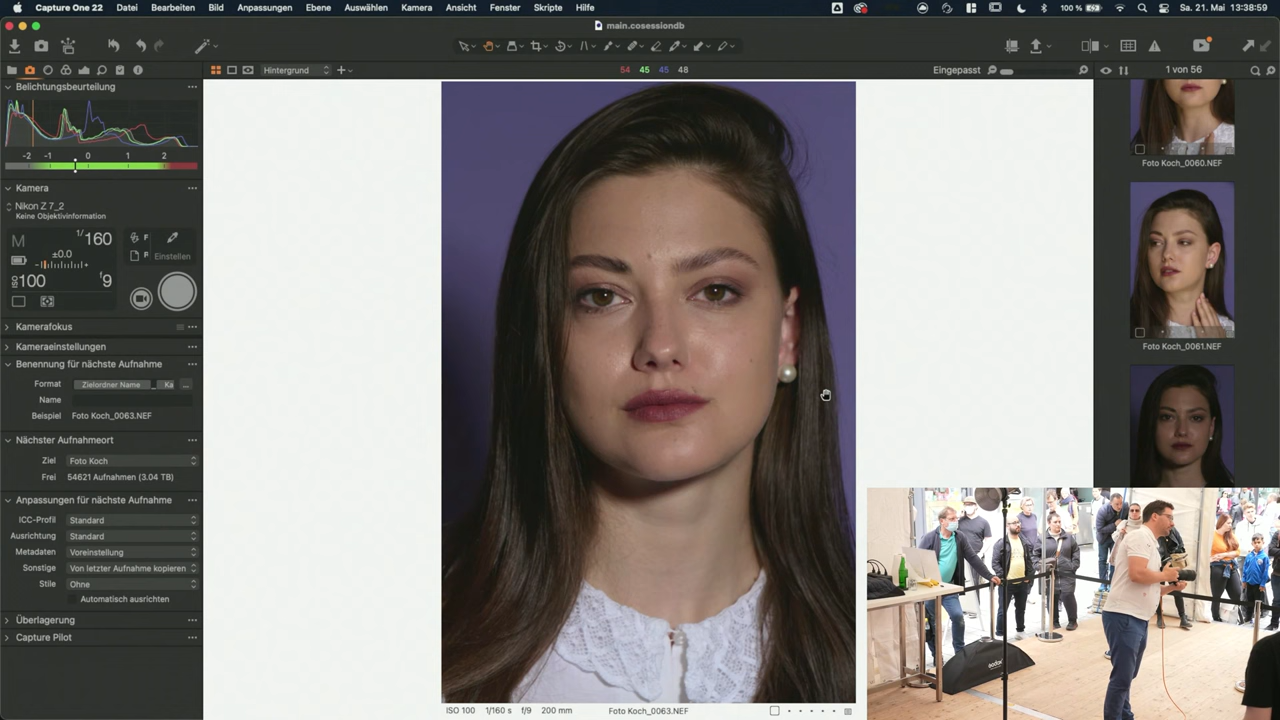 Capture One 22 Datei Bearbeiten Bild Anpassungen Ebene Auswählen Kamera Ansicht Fenster Skripte Hilfe 100 % Sa. 21. Mai 13:38:59
main.cosessiondb
Hintergrund
54 45 45 48
Eingepasst
1 von 56
Belichtungsbeurteilung
-2 -1 0 1 2
Kamera
Nikon Z 7_2
Keine Objektivinformation
M 1/160
±0.0
ISO 100 f 9
F
F Einstellen
Kamerafokus
Kameraeinstellungen
Benennung für nächste Aufnahme
Format Zielordner Name _ Ka ...
Name
Beispiel Foto Koch_0063.NEF
Nächster Aufnahmeort
Ziel Foto Koch
Frei 54621 Aufnahmen (3.04 TB)
Anpassungen für nächste Aufnahme
ICC-Profil Standard
Ausrichtung Standard
Metadaten Voreinstellung
Sonstige Von letzter Aufnahme kopieren
Stile Ohne
Automatisch ausrichten
Überlagerung
Capture Pilot
ISO 100 1/160 s f/9 200 mm Foto Koch_0063.NEF
Foto Koch_0060.NEF
Foto Koch_0061.NEF
Godox